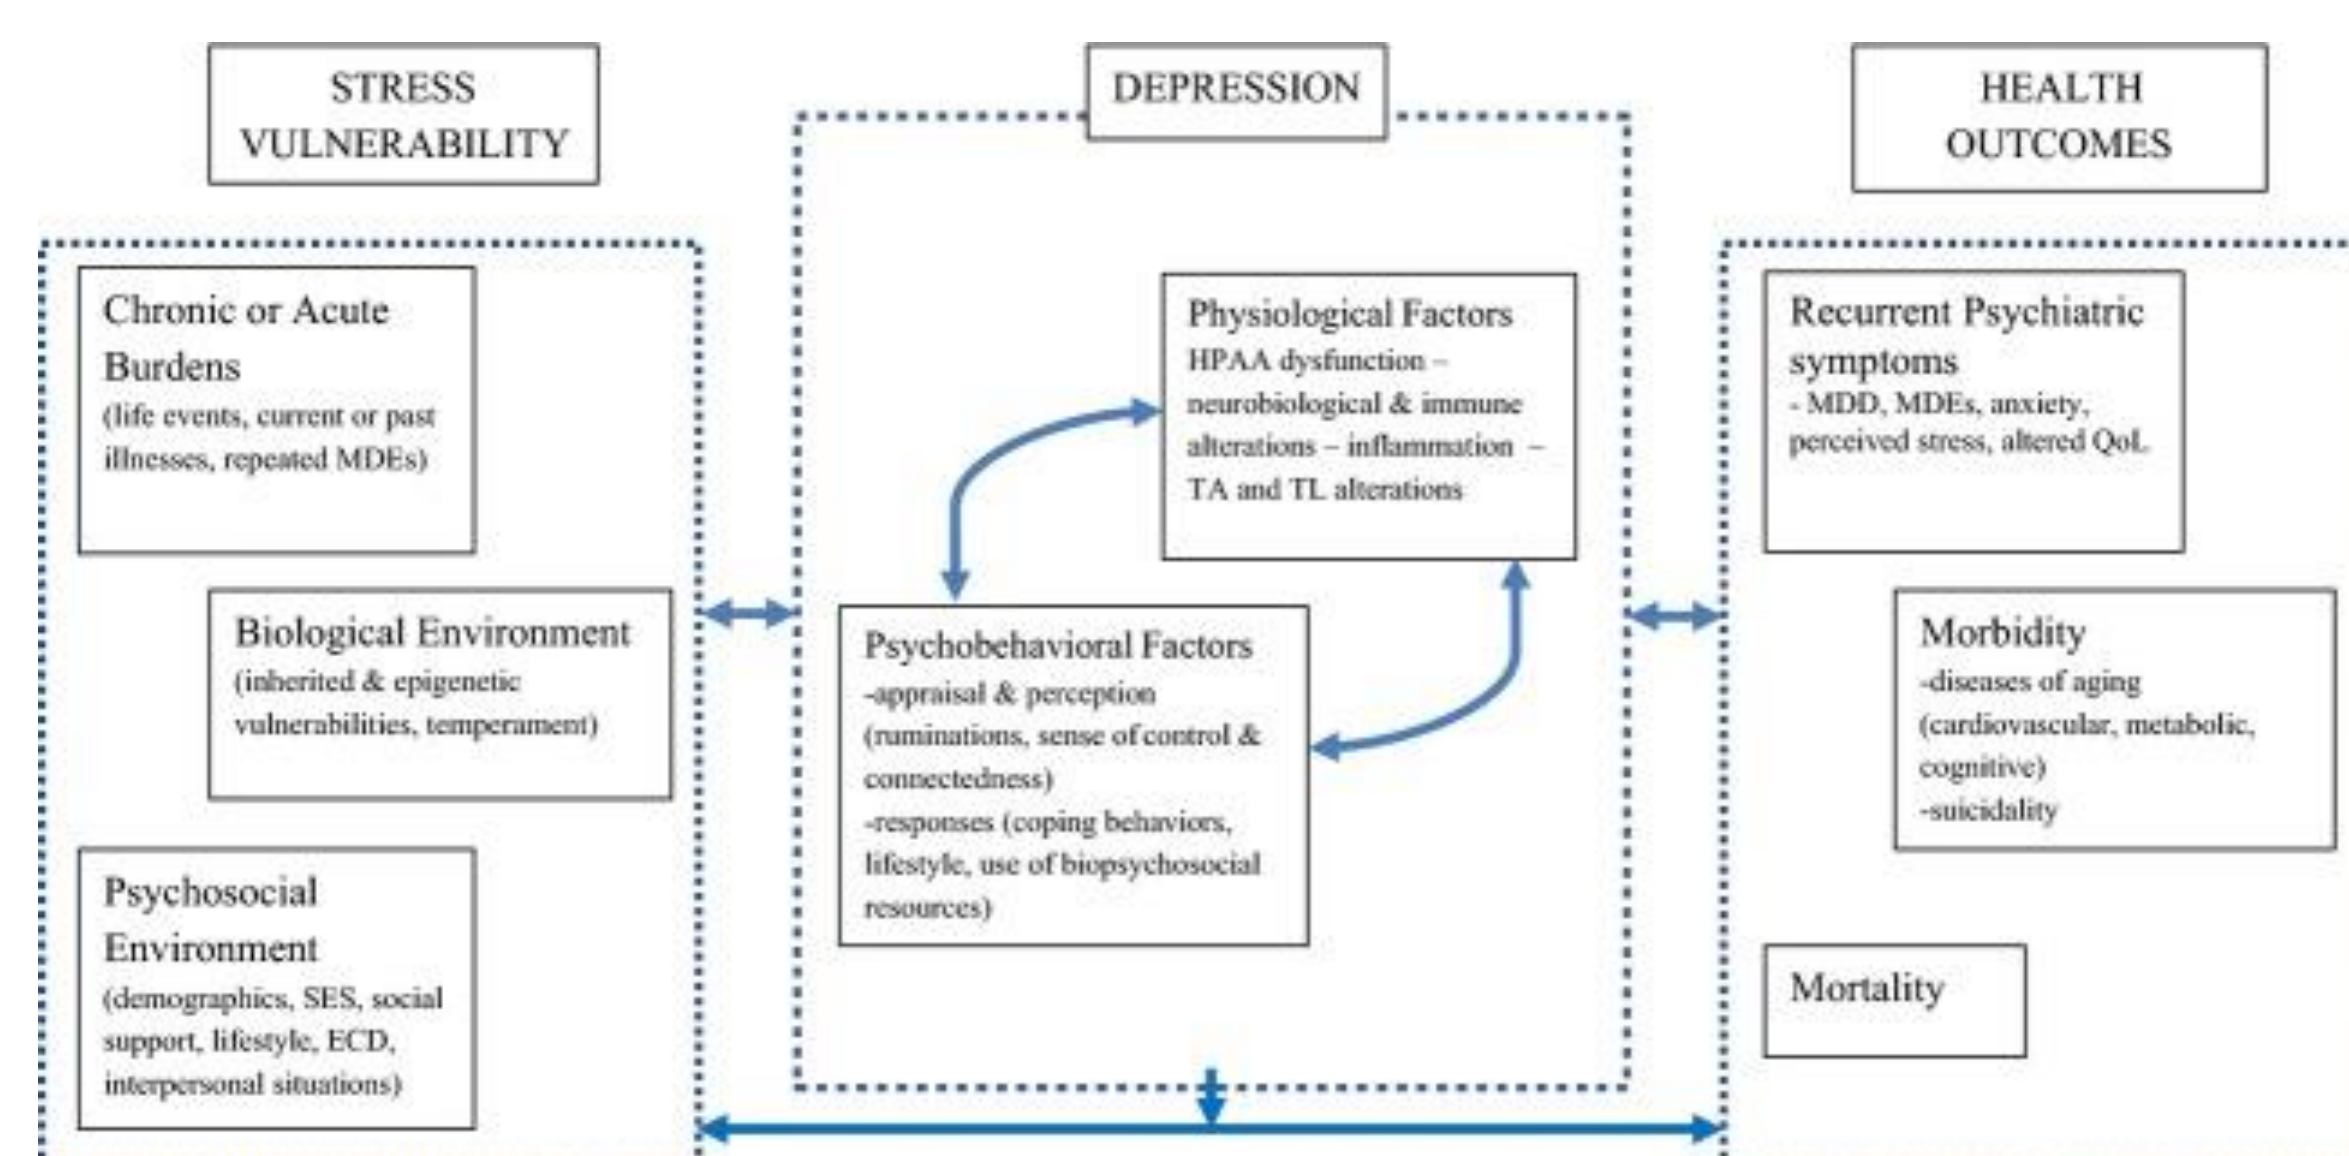 STRESS
VULNERABILITY
DEPRESSION
HEALTH
OUTCOMES
Chronic or Acute
Burdens
(life events, current or past
illnesses, repeated MDEs)
Biological Environment
(inherited & epigenetic
vulnerabilities, temperament)
Psychosocial
Environment
(demographics, SES, social
support, lifestyle, ECD,
interpersonal situations)
Physiological Factors
HPAA dysfunction –
neurobiological & immune
alterations – inflammation –
TA and TL alterations
Psychobehavioral Factors
-appraisal & perception
(ruminations, sense of control &
connectedness)
-responses (coping behaviors,
lifestyle, use of biopsychosocial
resources)
Recurrent Psychiatric
symptoms
- MDD, MDEs, anxiety,
perceived stress, altered QoL
Morbidity
-diseases of aging
(cardiovascular, metabolic,
cognitive)
-suicidality
Mortality